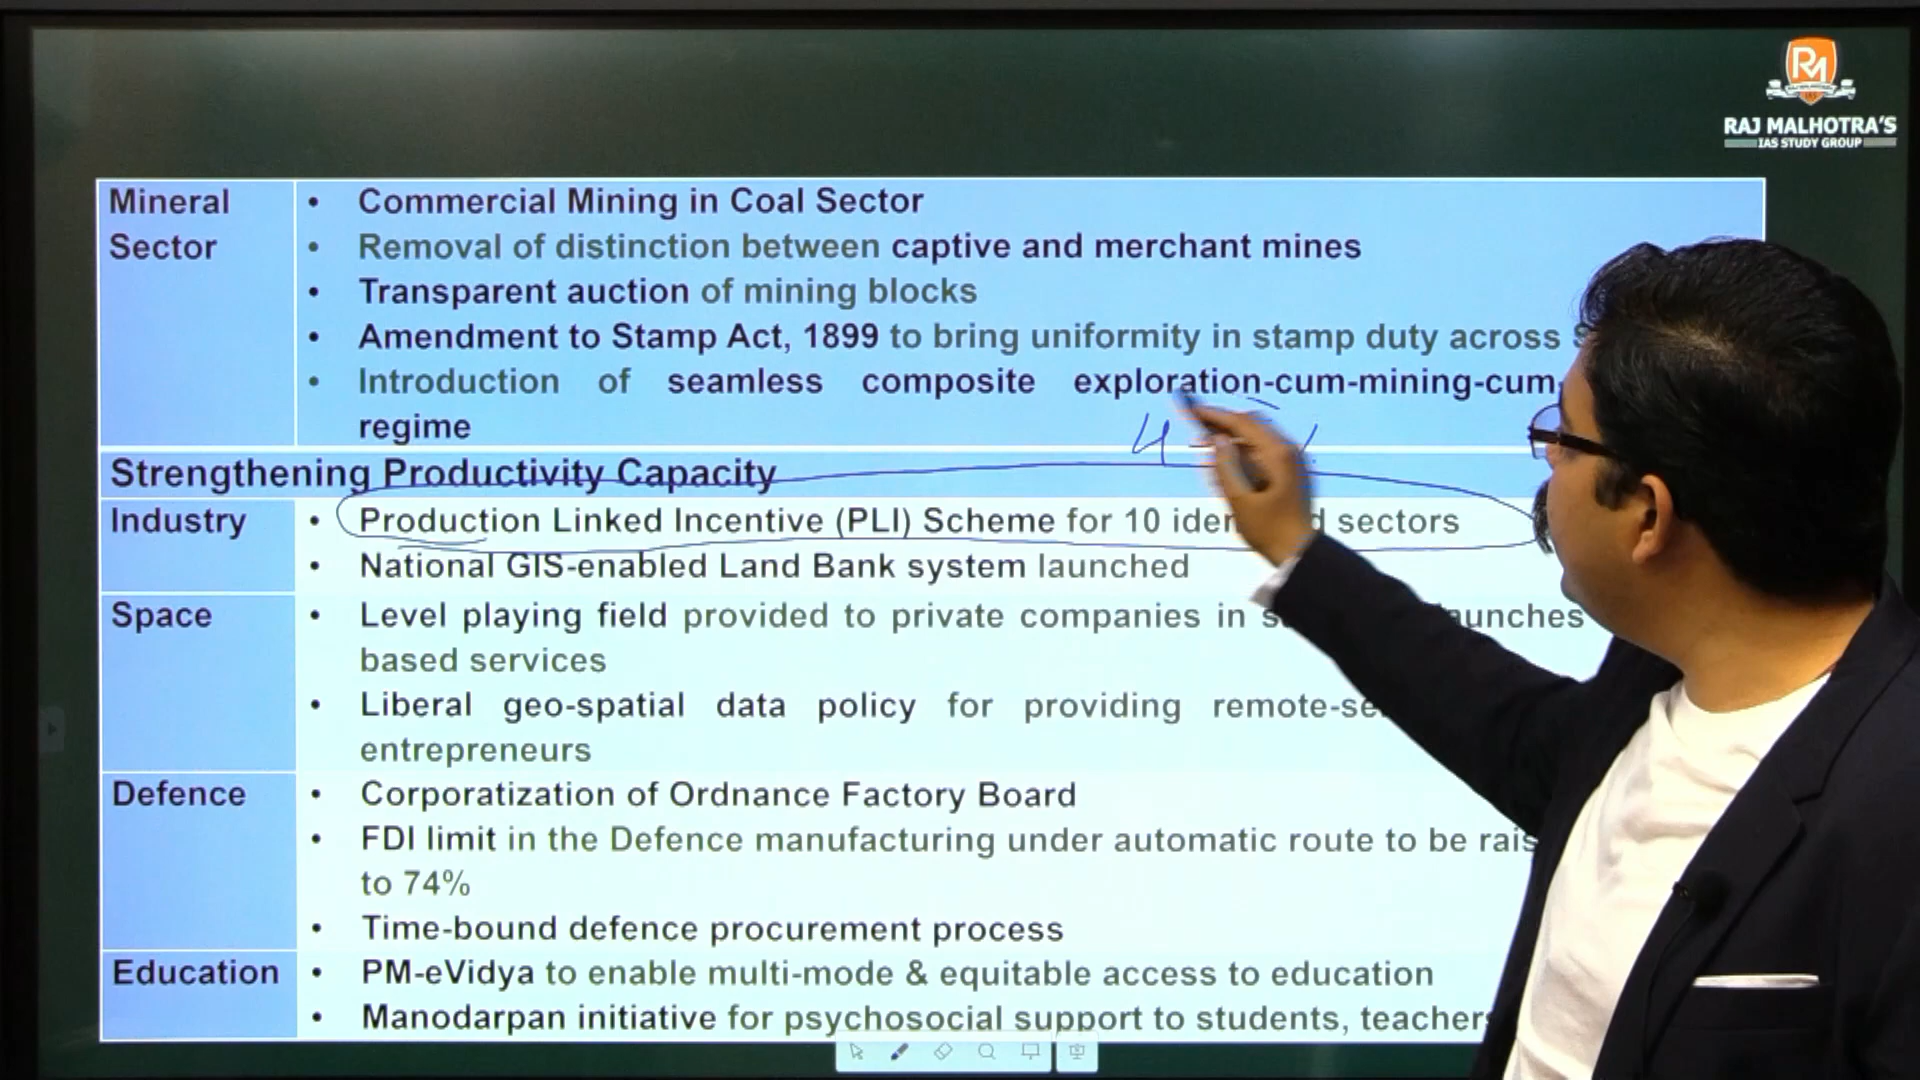 RM
IAS
RAJ MALHOTRA'S
IAS STUDY GROUP
Mineral Sector
• Commercial Mining in Coal Sector
• Removal of distinction between captive and merchant mines
• Transparent auction of mining blocks
• Amendment to Stamp Act, 1899 to bring uniformity in stamp duty across
• Introduction of seamless composite exploration-cum-mining-cum-
regime
4
Strengthening Productivity Capacity
Industry
• Production Linked Incentive (PLI) Scheme for 10 sectors
• National GIS-enabled Land Bank system launched
Space
• Level playing field provided to private companies in
based services
• Liberal geo-spatial data policy for providing
entrepreneurs
Defence
• Corporatization of Ordnance Factory Board
• FDI limit in the Defence manufacturing under automatic route to be
to 74%
• Time-bound defence procurement process
Education
• PM-eVidya to enable multi-mode & equitable access to education
• Manodarpan initiative for psychosocial support to students,